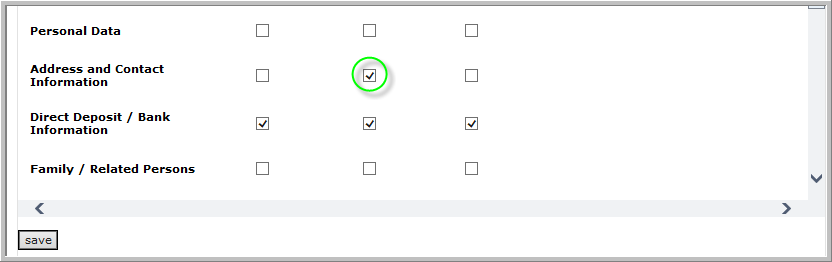 Personal Data
Address and Contact
Information
Direct Deposit / Bank
Information
Family / Related Persons
save